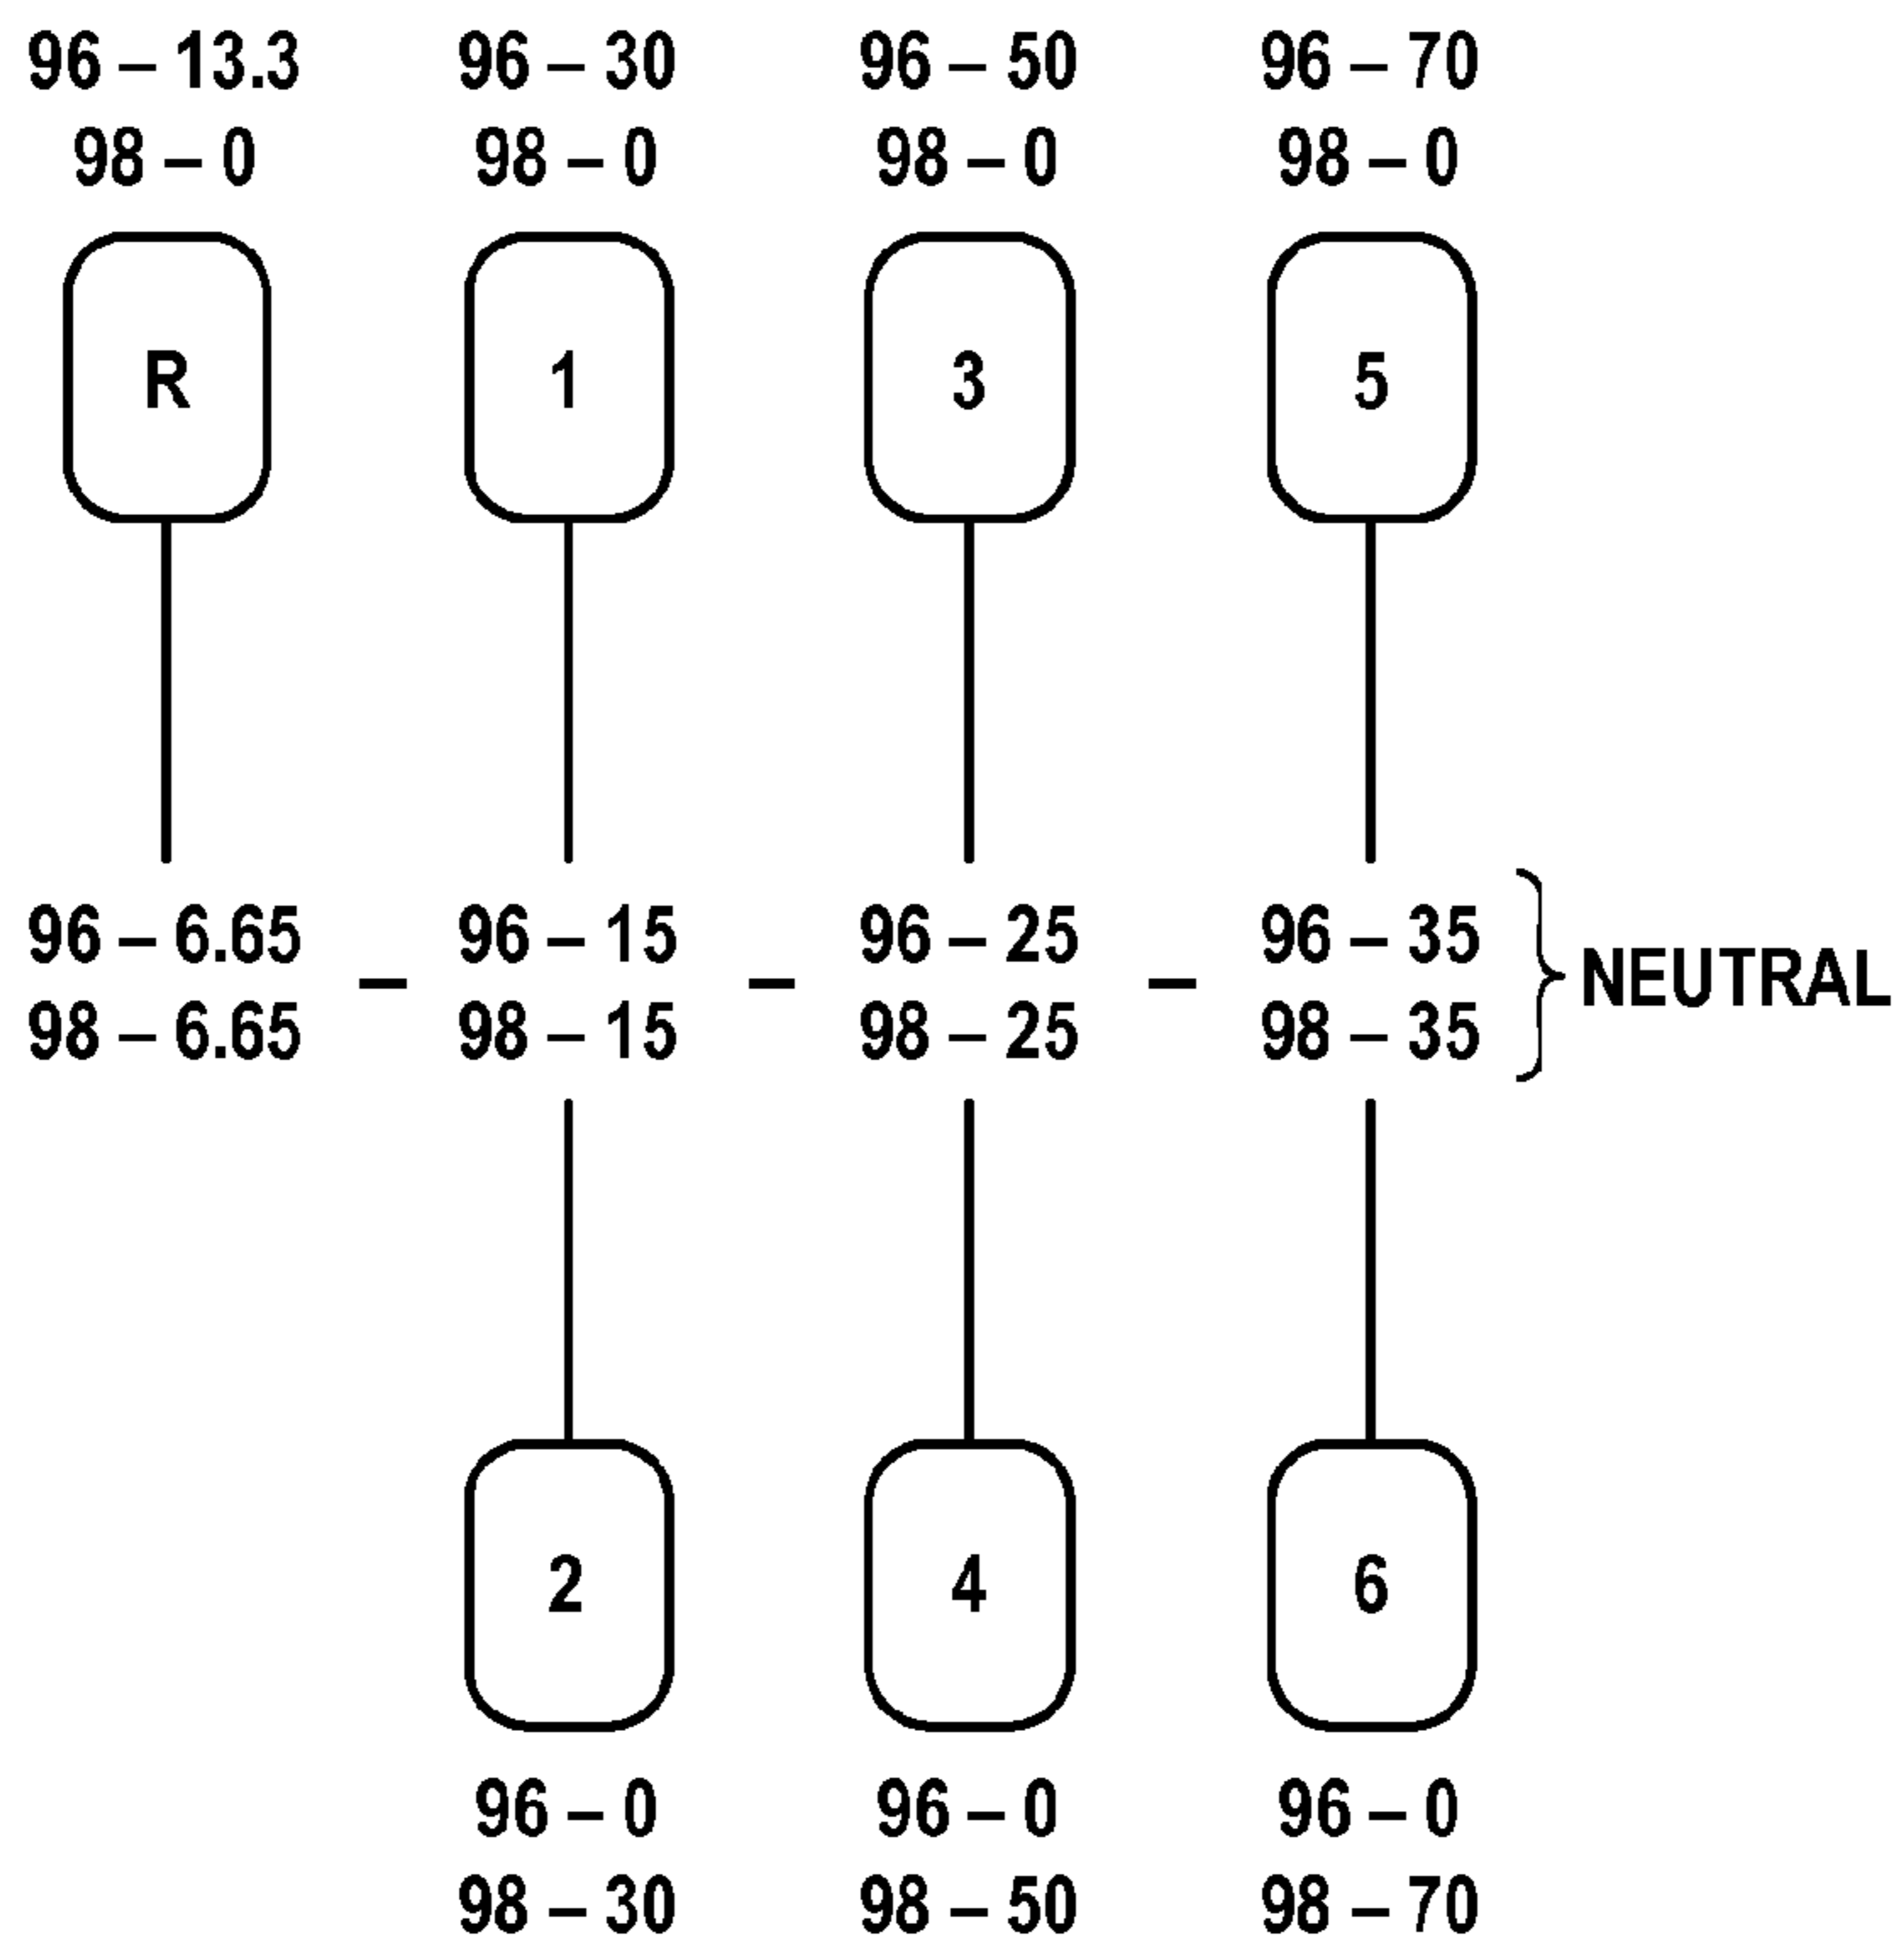 96 – 13.3 96 – 30 96 – 50 96 – 70
98 – 0 98 – 0 98 – 0 98 – 0
R 1 3 5
96 – 6.65 96 – 15 96 – 25 96 – 35
– – – NEUTRAL
98 – 6.65 98 – 15 98 – 25 98 – 35
2 4 6
96 – 0 96 – 0 96 – 0
98 – 30 98 – 50 98 – 70